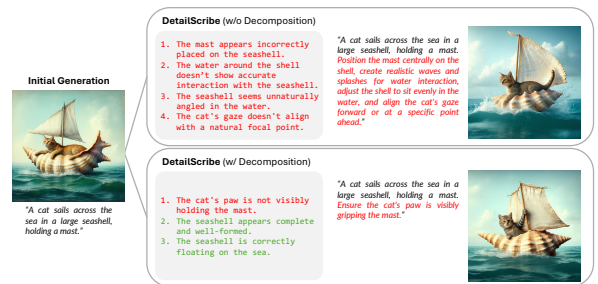 DetailScribe (w/o Decomposition)
1. The mast appears incorrectly
placed on the seashell.
2. The water around the shell
doesn't show accurate
interaction with the seashell.
3. The seashell seems unnaturally
angled in the water.
4. The cat's gaze doesn't align
with a natural focal point.
"A cat sails across the sea in a
large seashell, holding a mast.
Position the mast centrally on the
shell, create realistic waves and
splashes for water interaction,
adjust the shell to sit evenly in the
water, and align the cat's gaze
forward or at a specific point
ahead."
Initial Generation
"A cat sails across the
sea in a large seashell,
holding a mast."
DetailScribe (w/ Decomposition)
1. The cat's paw is not visibly
holding the mast.
2. The seashell appears complete
and well-formed.
3. The seashell is correctly
floating on the sea.
"A cat sails across the sea in a
large seashell, holding a mast.
Ensure the cat's paw is visibly
gripping the mast."